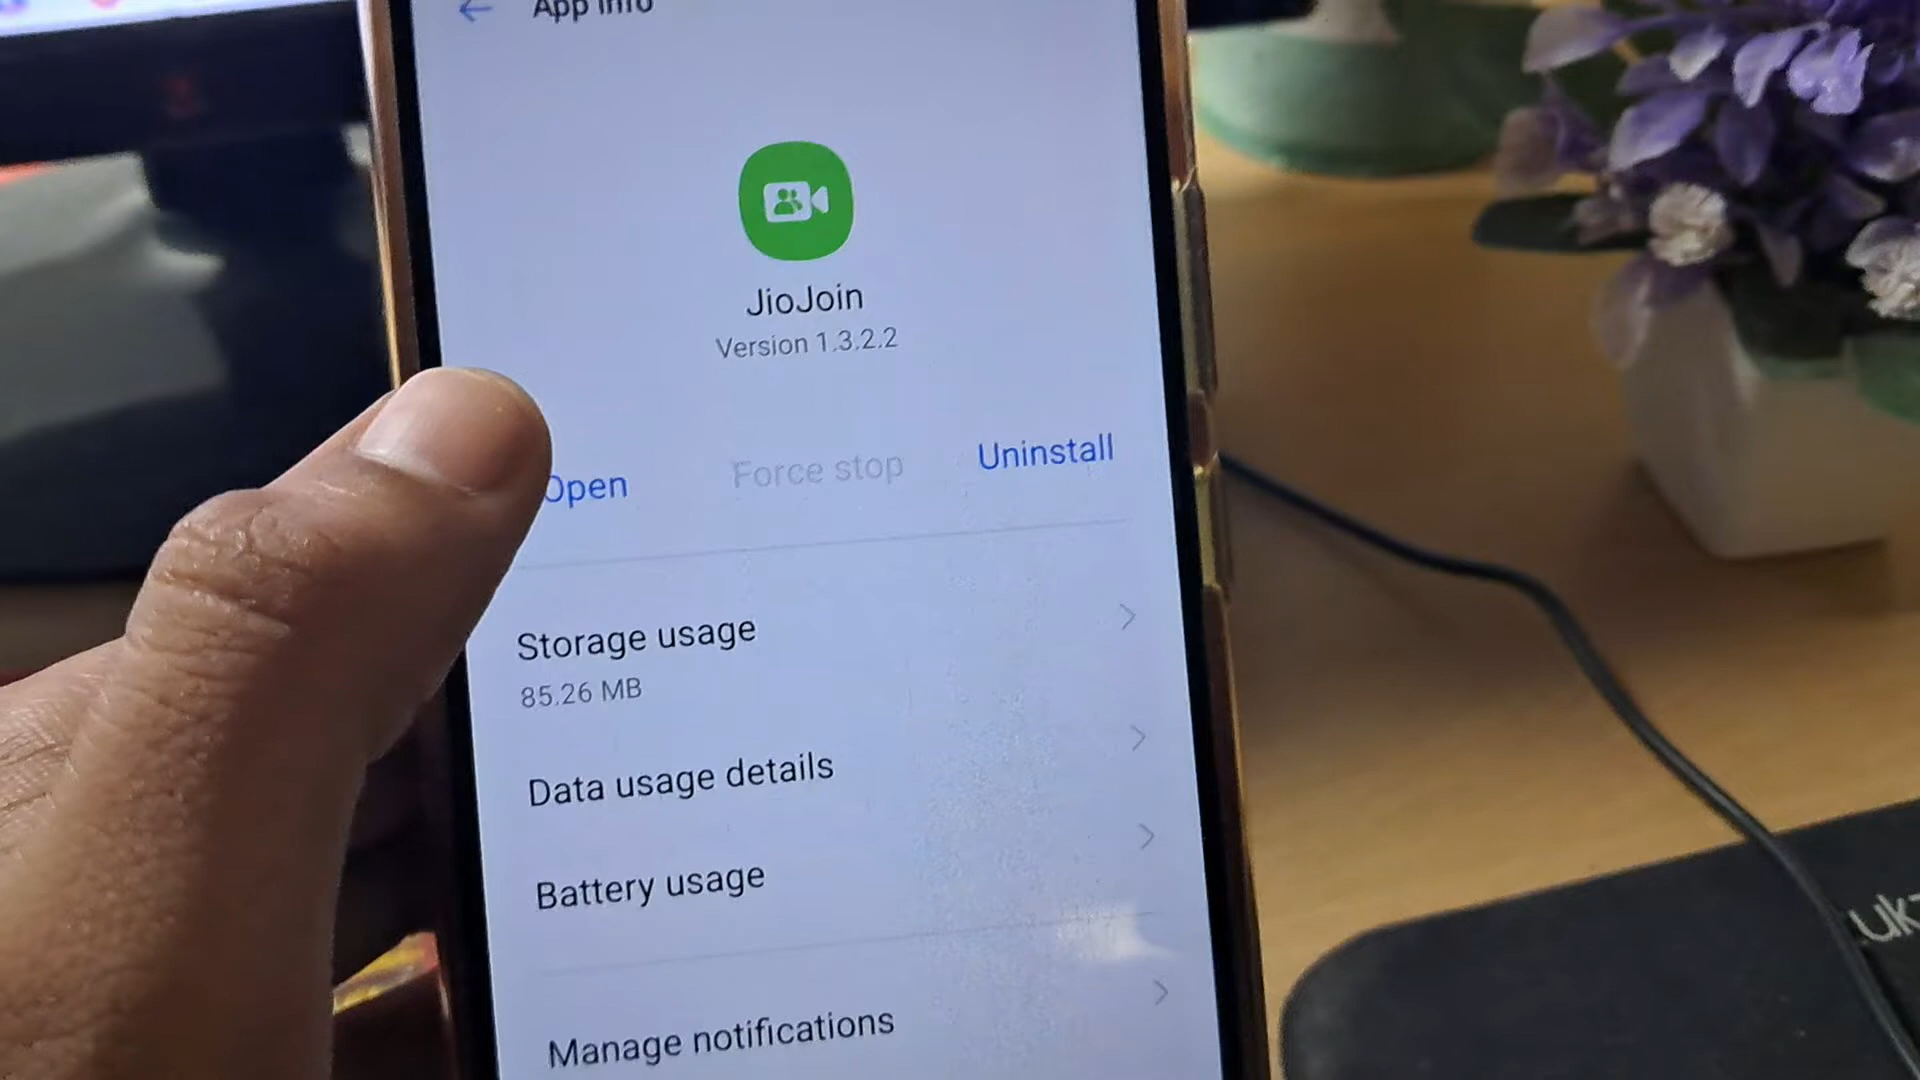 App info
JioJoin
Version 1.3.2.2
Open
Force stop
Uninstall
Storage usage
85.26 MB
Data usage details
Battery usage
Manage notifications